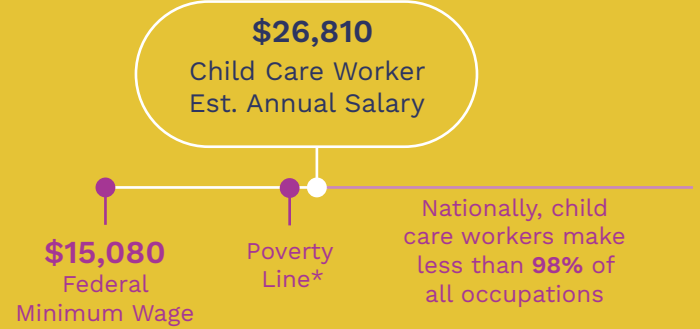 $26,810
Child Care Worker
Est. Annual Salary
$15,080
Federal
Minimum Wage
Poverty
Line*
Nationally, child
care workers make
less than 98% of
all occupations